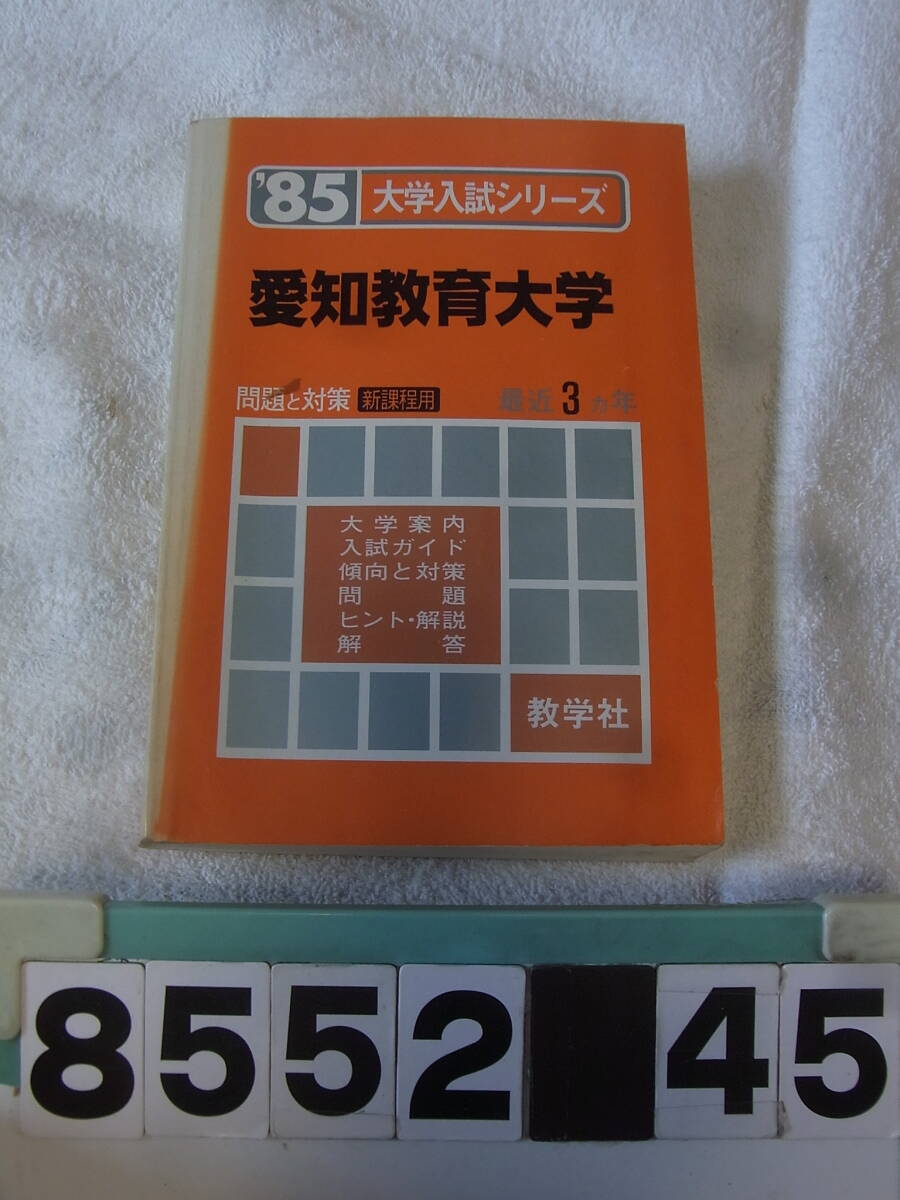 '85 大学入試シリーズ
愛知教育大学
問題と対策 新課程用 最近3カ年
大学案内
入試ガイド
傾向と対策
問題
ヒント・解説
解答
教学社
8552 45